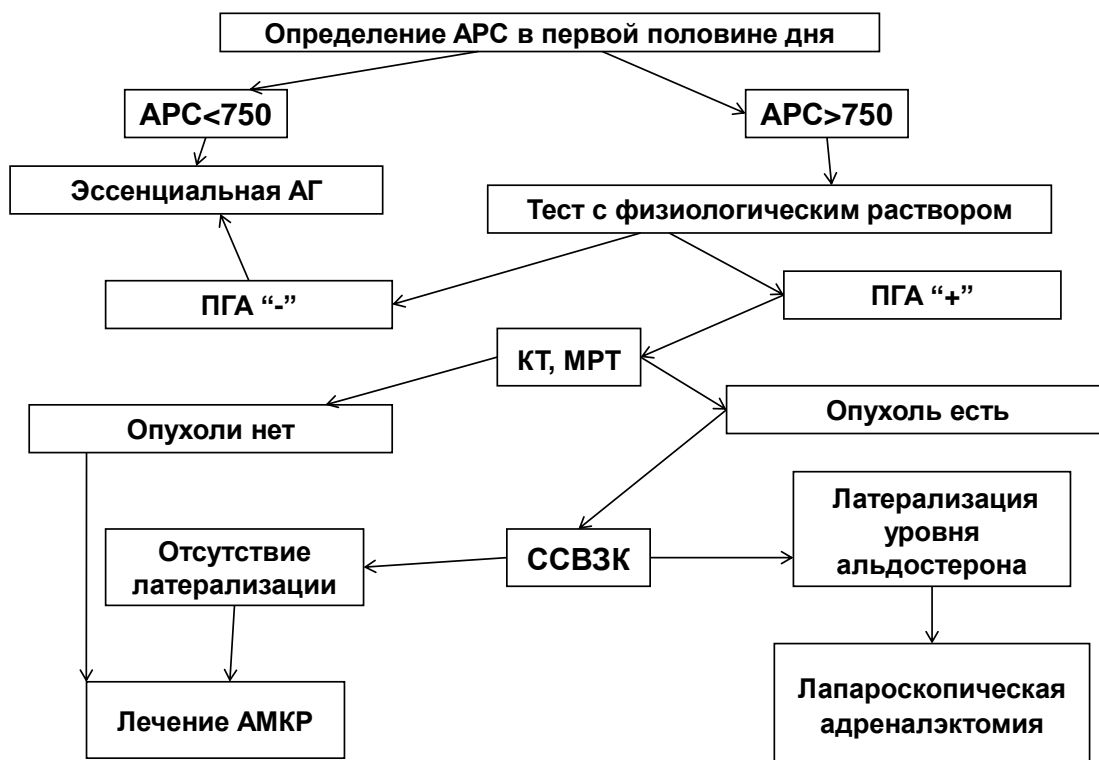 Определение АРС в первой половине дня
АРС<750
АРС>750
Эссенциальная АГ
Тест с физиологическим раствором
ПГА “-”
ПГА “+”
КТ, МРТ
Опухоли нет
Опухоль есть
Латерализация
уровня
альдостерона
Отсутствие
латерализации
ССВЗК
Лечение АМКР
Лапароскопическая
адреналэктомия